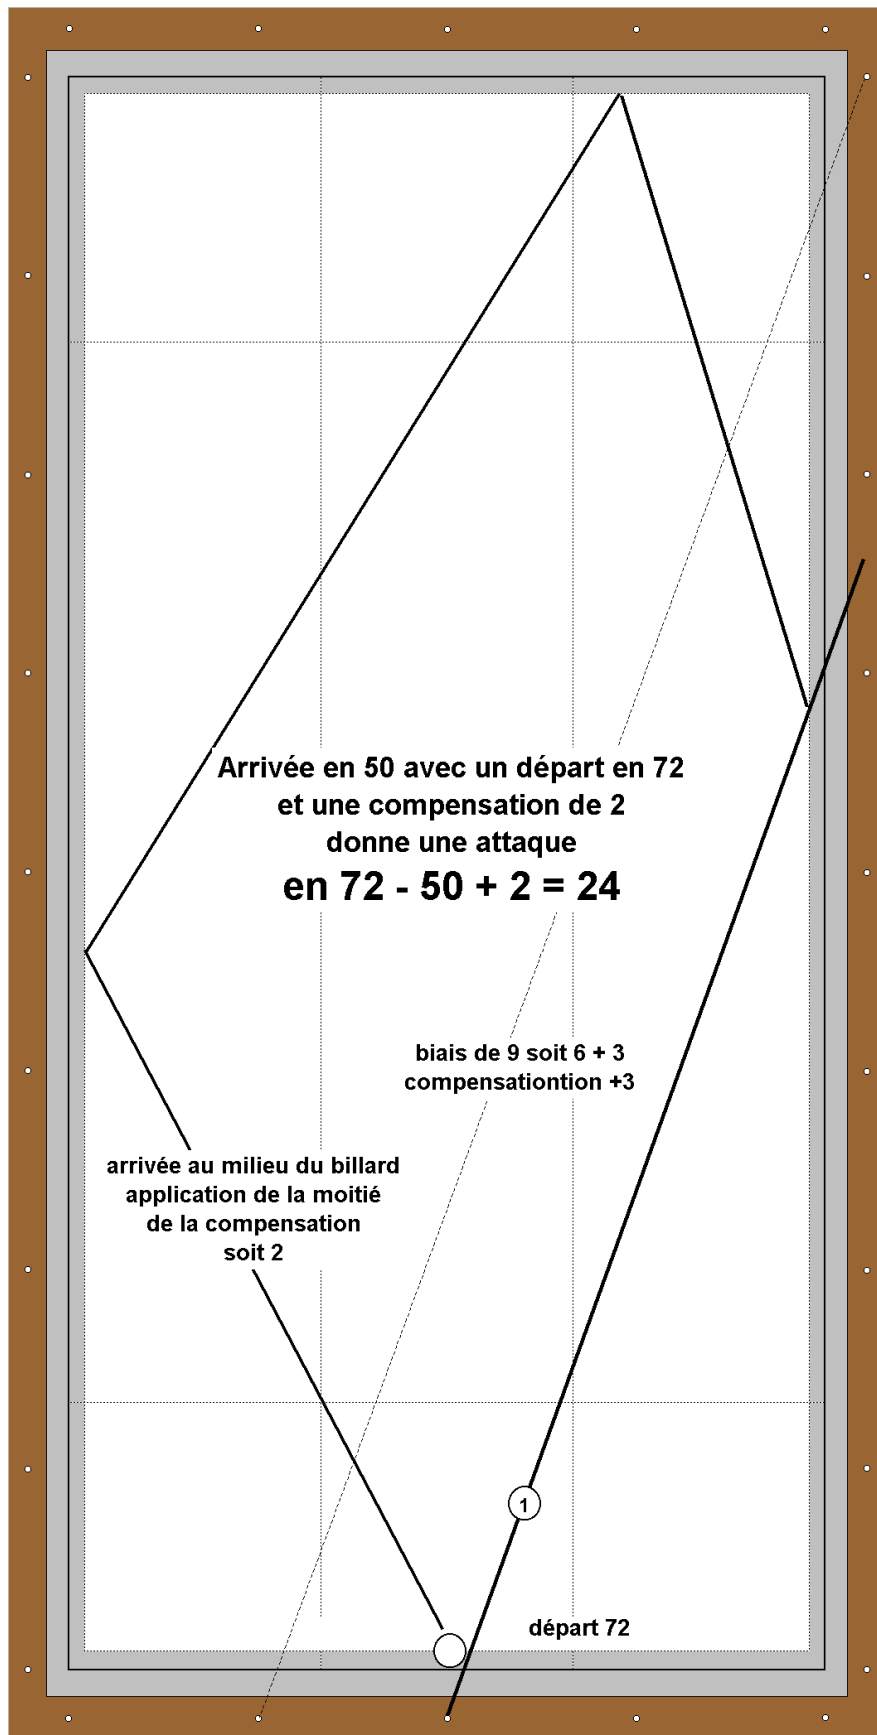 Arrivée en 50 avec un départ en 72
et une compensation de 2
donne une attaque
en 72 - 50 + 2 = 24
biais de 9 soit 6 + 3
compensationtion +3
arrivée au milieu du billard
application de la moitié
de la compensation
soit 2
1
départ 72